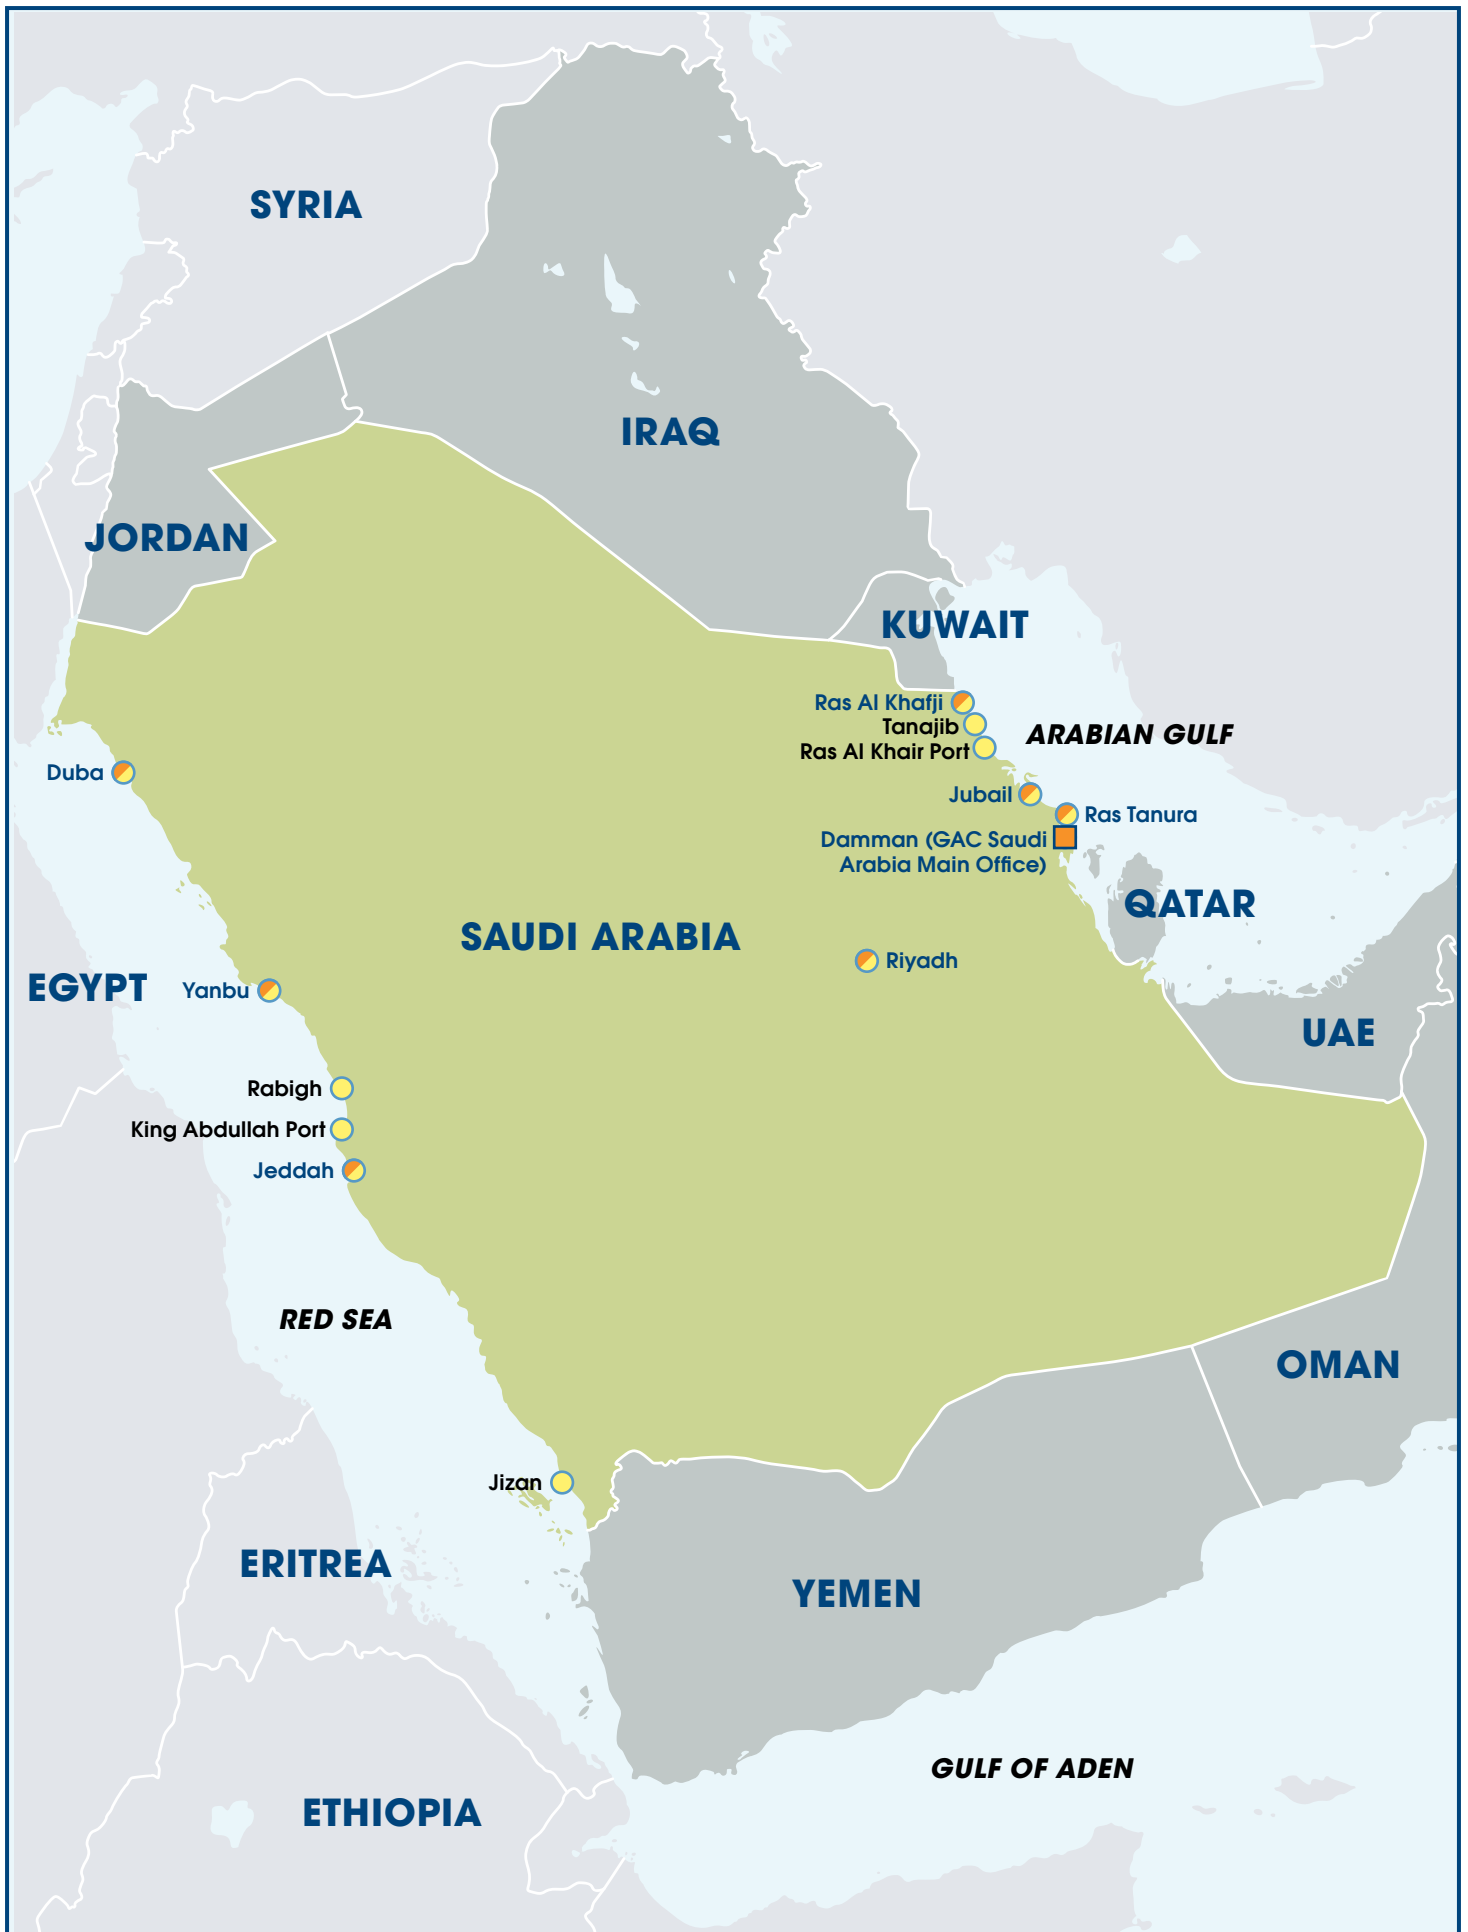 SYRIA
IRAQ
JORDAN
KUWAIT
Ras Al Khafji
Tanajib
ARABIAN GULF
Ras Al Khair Port
Duba
Jubail
Ras Tanura
Damman (GAC Saudi
Arabia Main Office)
QATAR
SAUDI ARABIA
Riyadh
EGYPT
Yanbu
UAE
Rabigh
King Abdullah Port
Jeddah
RED SEA
OMAN
Jizan
ERITREA
YEMEN
GULF OF ADEN
ETHIOPIA